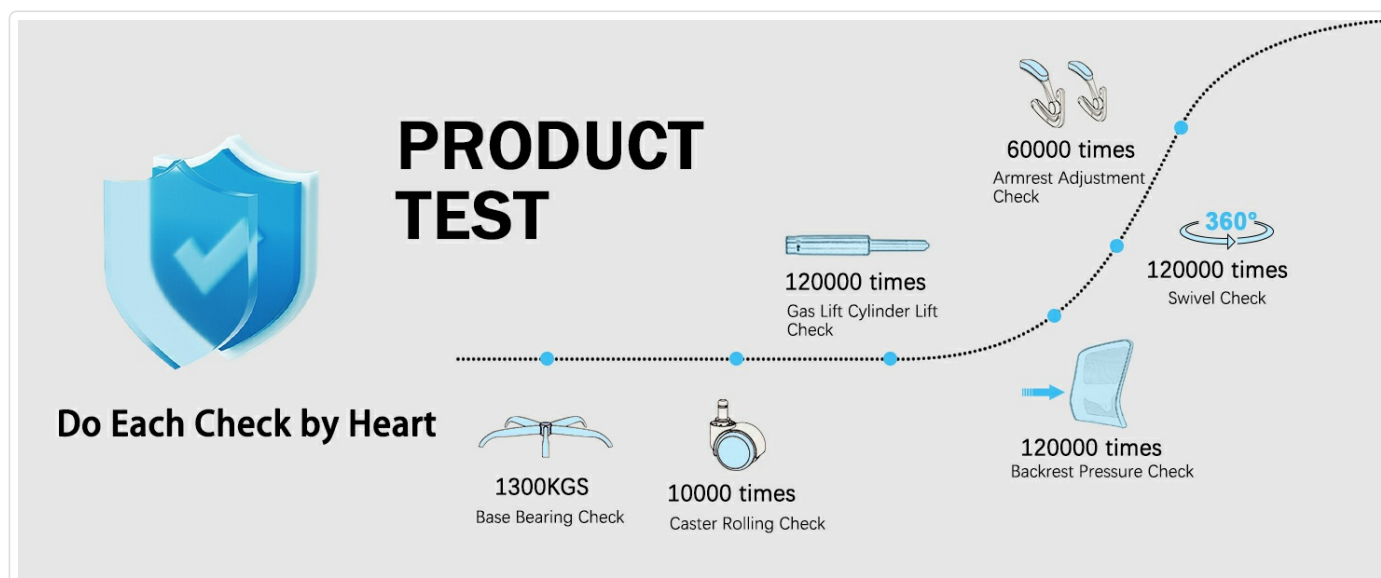 PRODUCT
TEST
Do Each Check by Heart
1300KGS
Base Bearing Check
10000 times
Caster Rolling Check
120000 times
Gas Lift Cylinder Lift
Check
120000 times
Backrest Pressure Check
360°
120000 times
Swivel Check
60000 times
Armrest Adjustment
Check